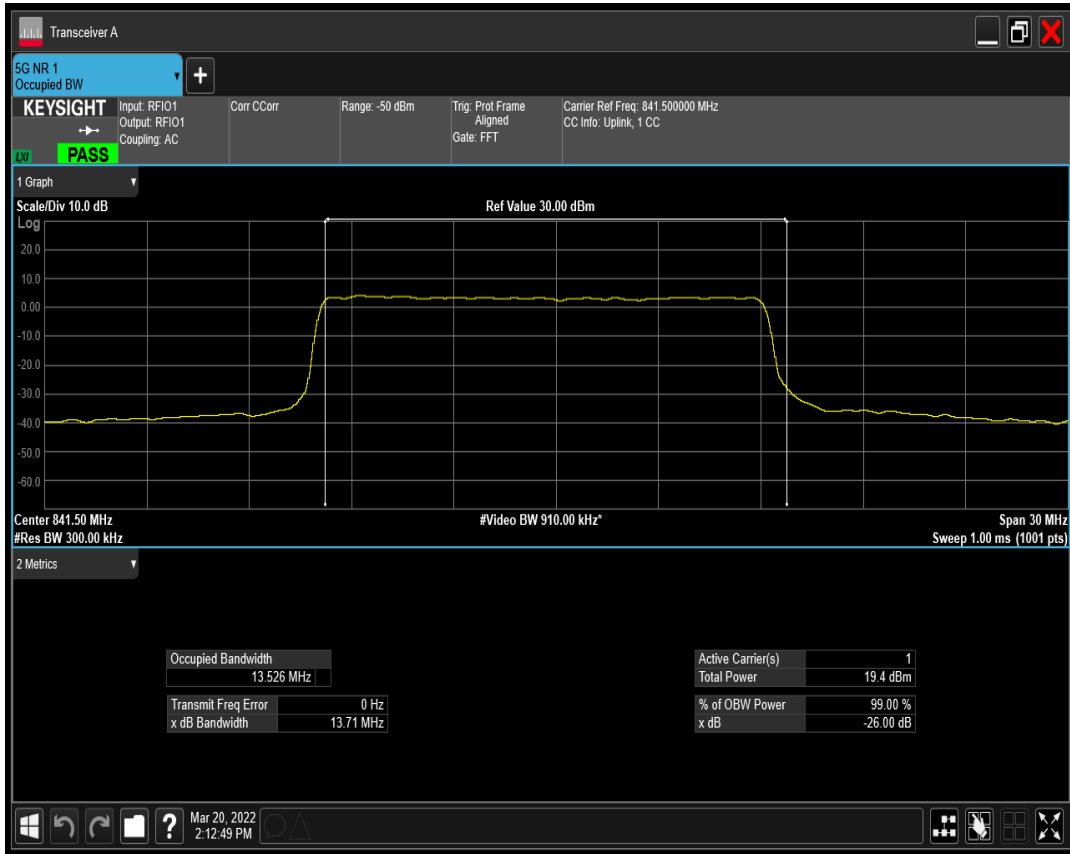 Transceiver A
5G NR 1
Occupied BW
+
KEYSIGHT
LXI
PASS
Input: RFIO1
Output: RFIO1
Coupling: AC
Corr CCorr
Range: -50 dBm
Trig: Prot Frame
Aligned
Gate: FFT
Carrier Ref Freq: 841.500000 MHz
CC Info: Uplink, 1 CC
1 Graph
Scale/Div 10.0 dB
Ref Value 30.00 dBm
Log
20.0
10.0
0.00
-10.0
-20.0
-30.0
-40.0
-50.0
-60.0
Center 841.50 MHz
#Video BW 910.00 kHz*
Span 30 MHz
#Res BW 300.00 kHz
Sweep 1.00 ms (1001 pts)
2 Metrics
Occupied Bandwidth
13.526 MHz
Transmit Freq Error 0 Hz
x dB Bandwidth 13.71 MHz
Active Carrier(s) 1
Total Power 19.4 dBm
% of OBW Power 99.00 %
x dB -26.00 dB
?
Mar 20, 2022
2:12:49 PM